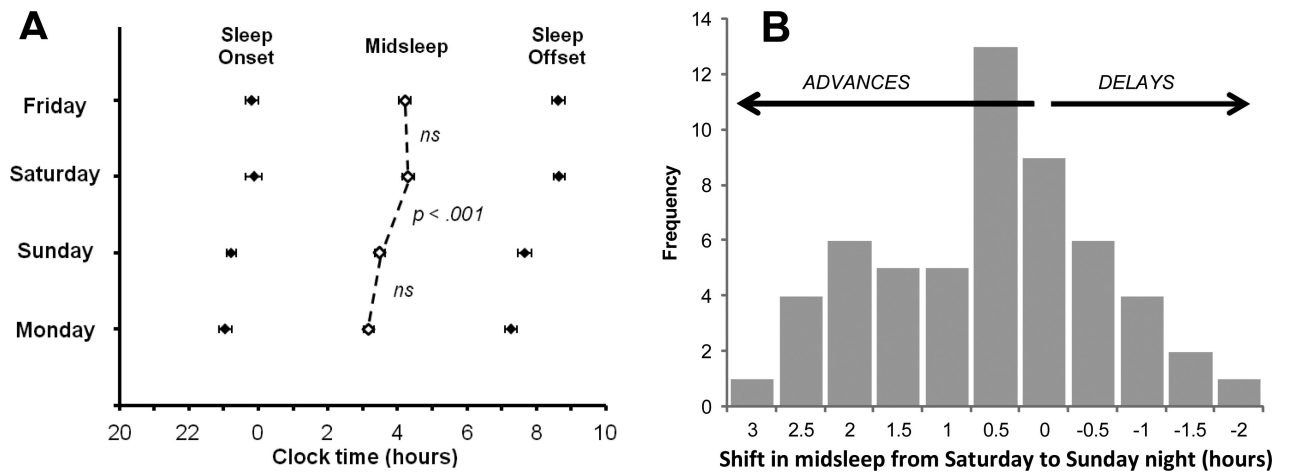 A
Sleep Onset
Midsleep
Sleep Offset
Friday
ns
Saturday
p < .001
Sunday
ns
Monday
20 22 0 2 4 6 8 10
Clock time (hours)
B
14
12
10
8
6
4
2
0
Frequency
ADVANCES
DELAYS
3 2.5 2 1.5 1 0.5 0 -0.5 -1 -1.5 -2
Shift in midsleep from Saturday to Sunday night (hours)